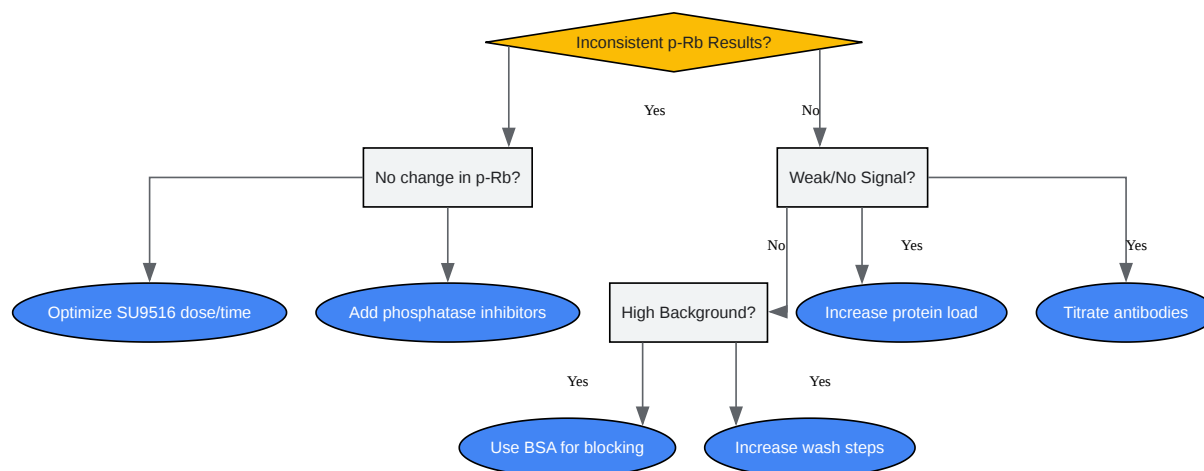 Inconsistent p-Rb Results?
Yes
No
No change in p-Rb?
Weak/No Signal?
No
Yes
Yes
Optimize SU9516 dose/time
Add phosphatase inhibitors
High Background?
Increase protein load
Titrate antibodies
Yes
Yes
Use BSA for blocking
Increase wash steps